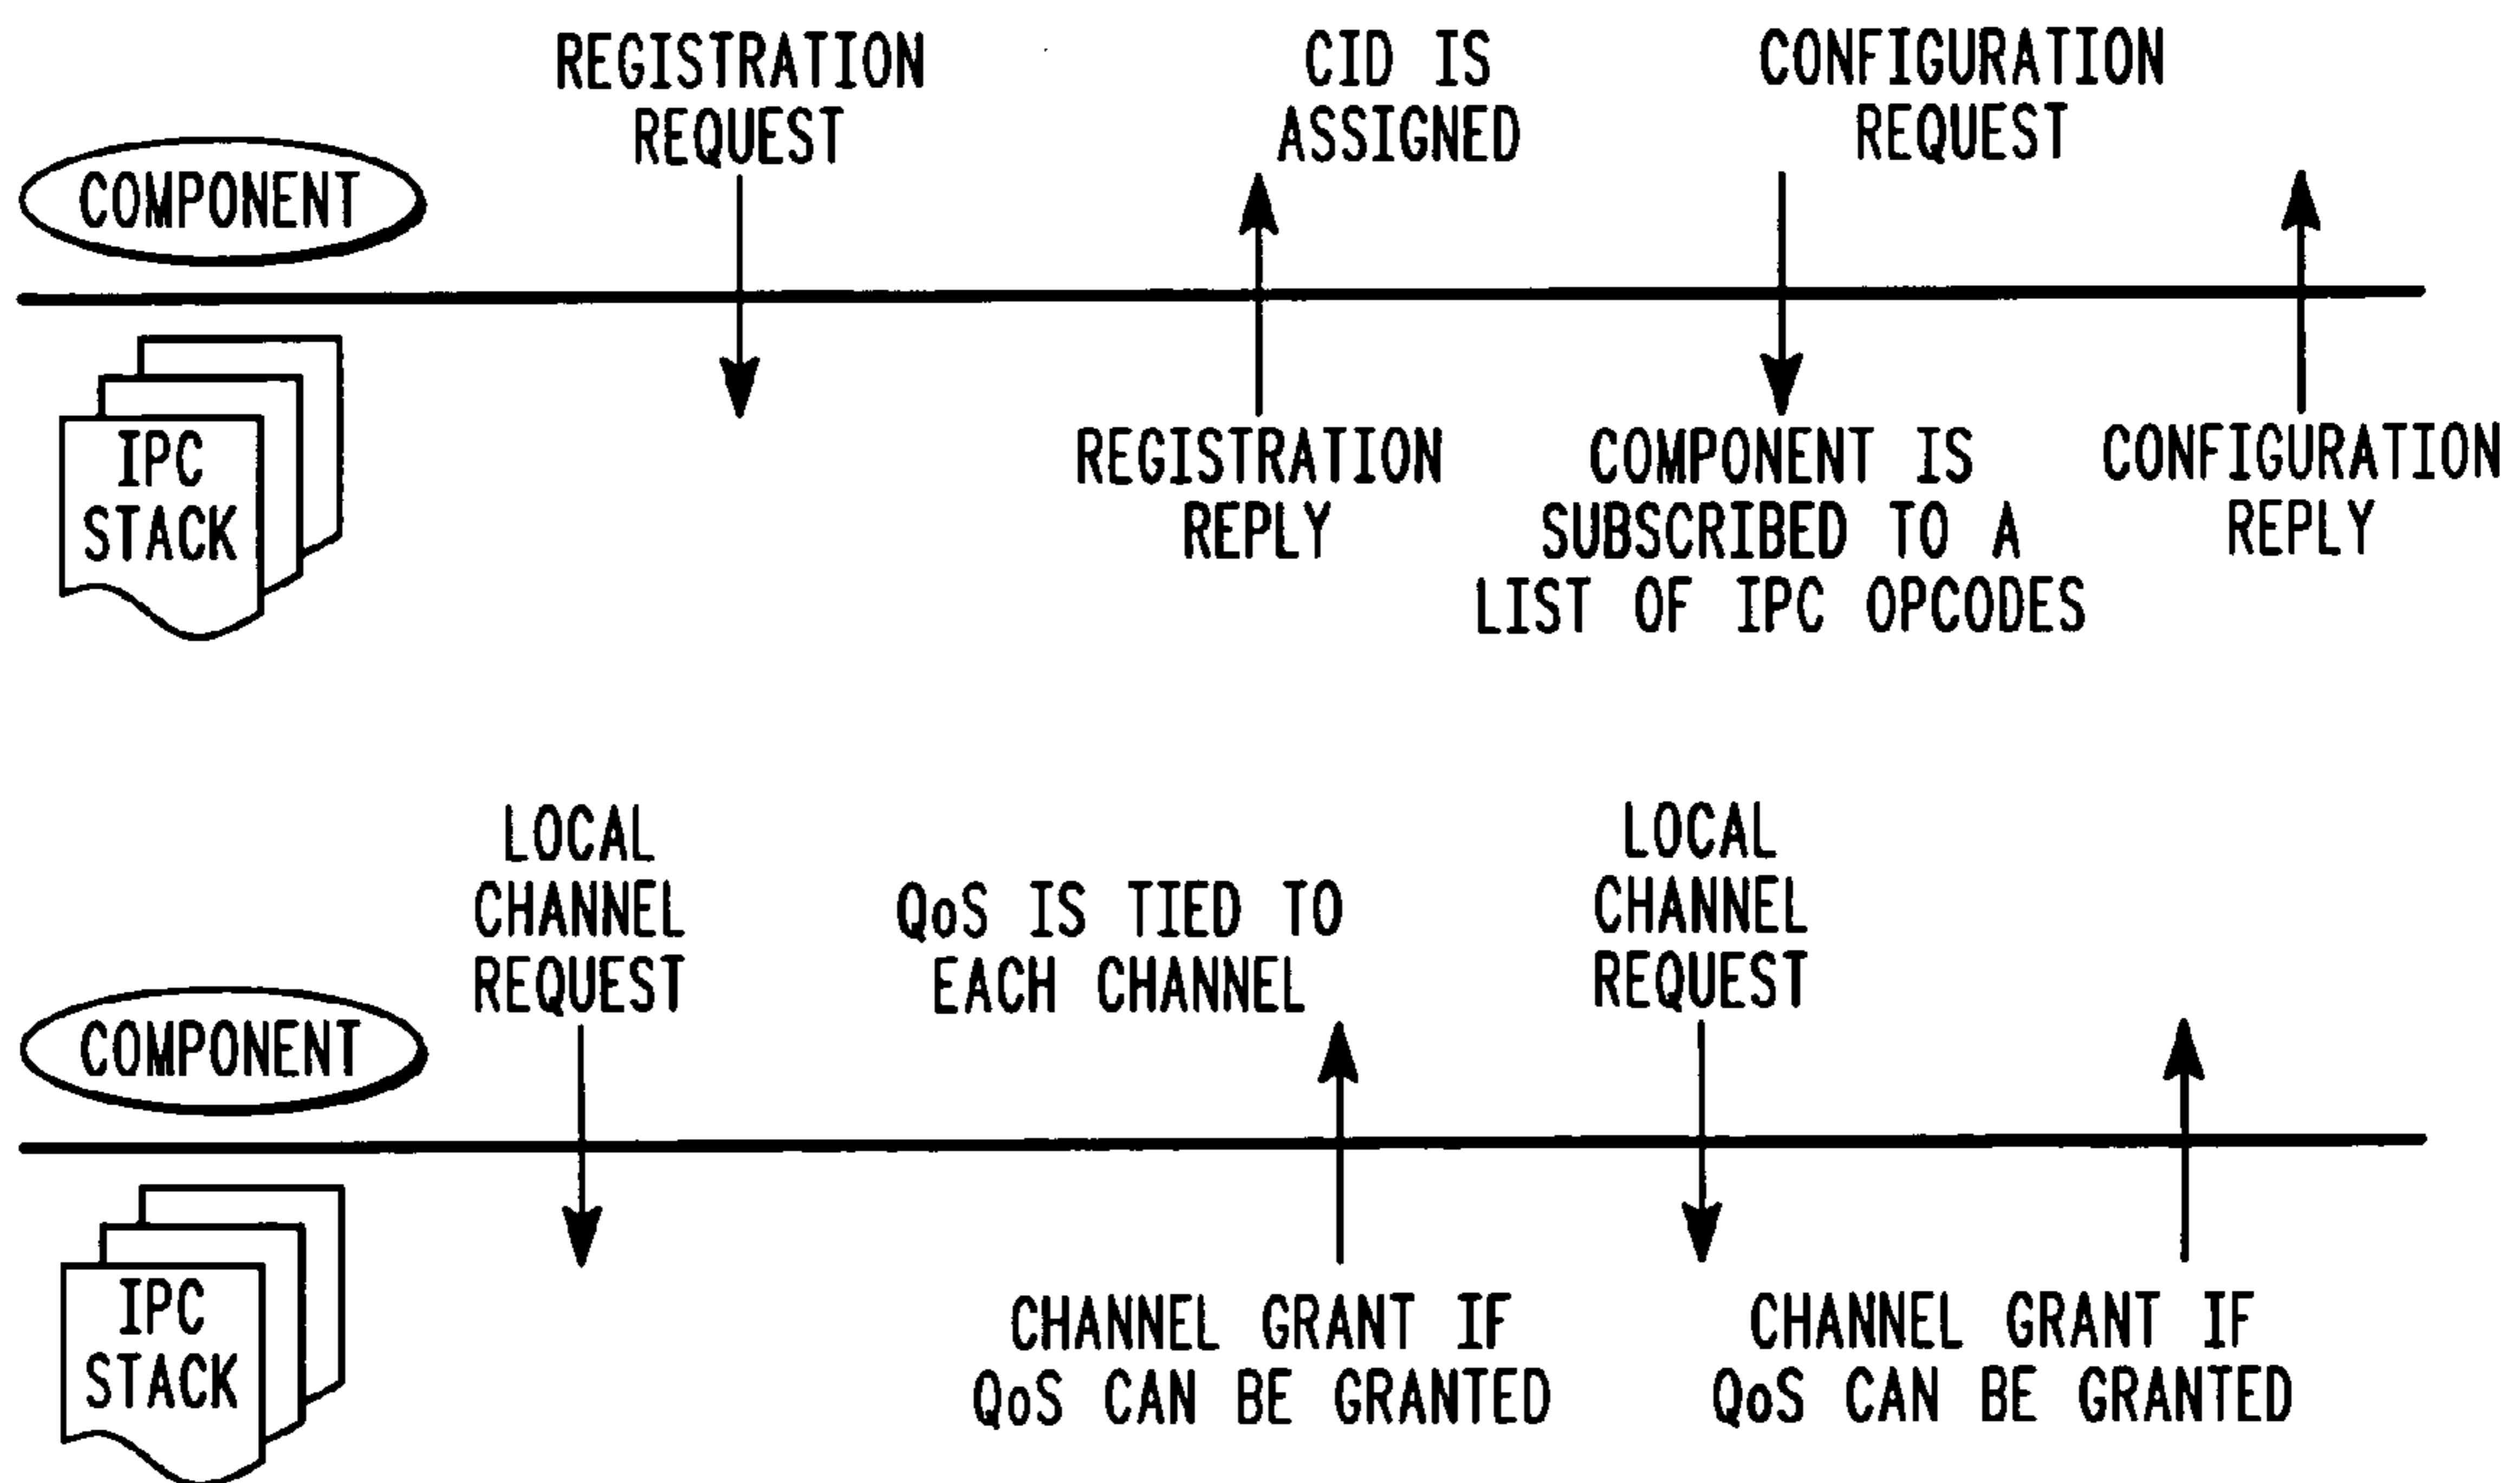 REGISTRATION
REQUEST
CID IS
ASSIGNED
CONFIGURATION
REQUEST
COMPONENT
IPC
STACK
REGISTRATION
REPLY
COMPONENT IS
SUBSCRIBED TO A
LIST OF IPC OPCODES
CONFIGURATION
REPLY
LOCAL
CHANNEL
REQUEST
QoS IS TIED TO
EACH CHANNEL
LOCAL
CHANNEL
REQUEST
COMPONENT
IPC
STACK
CHANNEL GRANT IF
QoS CAN BE GRANTED
CHANNEL GRANT IF
QoS CAN BE GRANTED